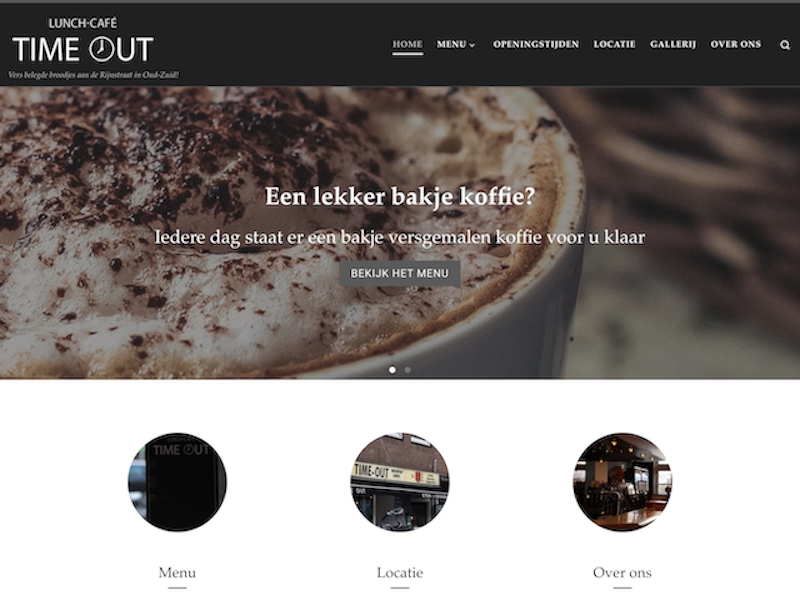 LUNCH-CAFÉ
TIME OUT
Vers belegde broodjes aan de Rijnstraat in Oud-Zuid!
HOME MENU OPENINGSTIJDEN LOCATIE GALLERIJ OVER ONS
Een lekker bakje koffie?
Iedere dag staat er een bakje versgemalen koffie voor u klaar
BEKIJK HET MENU
LUNCH-CAFÉ
TIME OUT
TIME-OUT
Menu Locatie Over ons